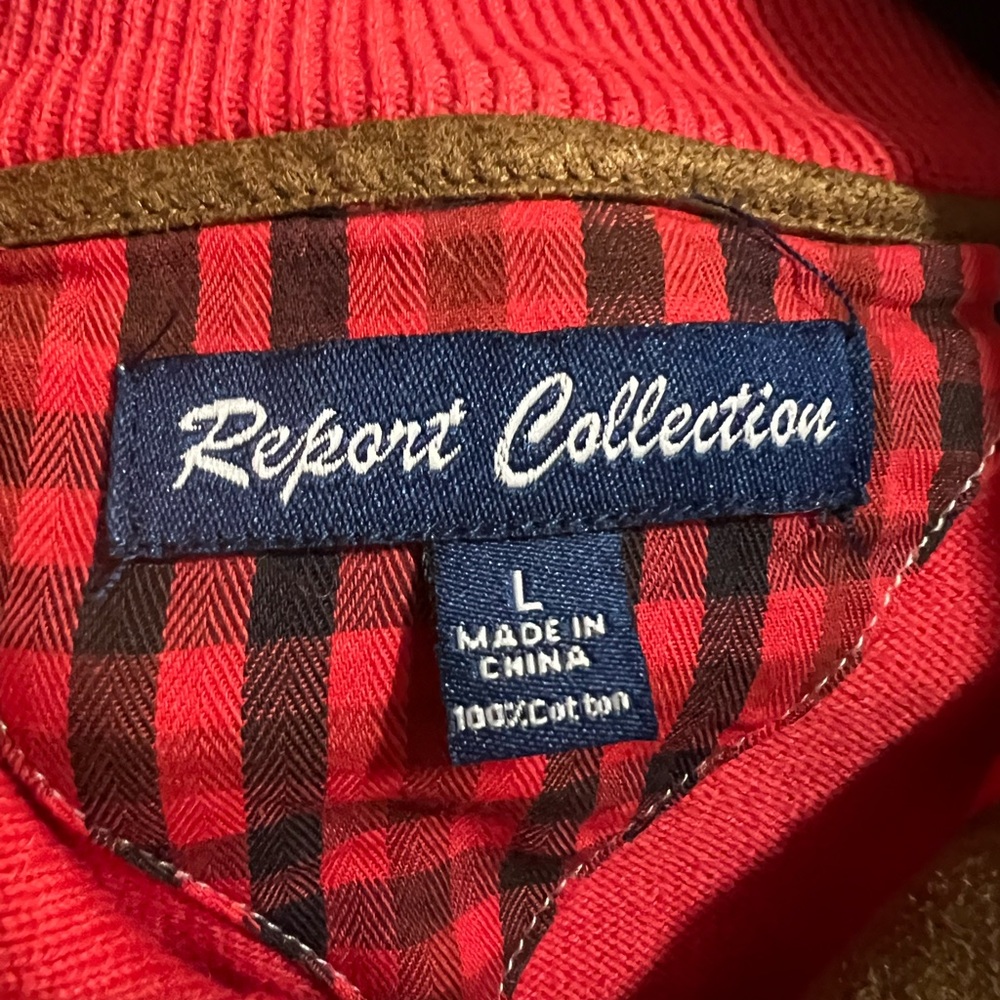 Report Collection
L
MADE IN
CHINA
100%Cotton